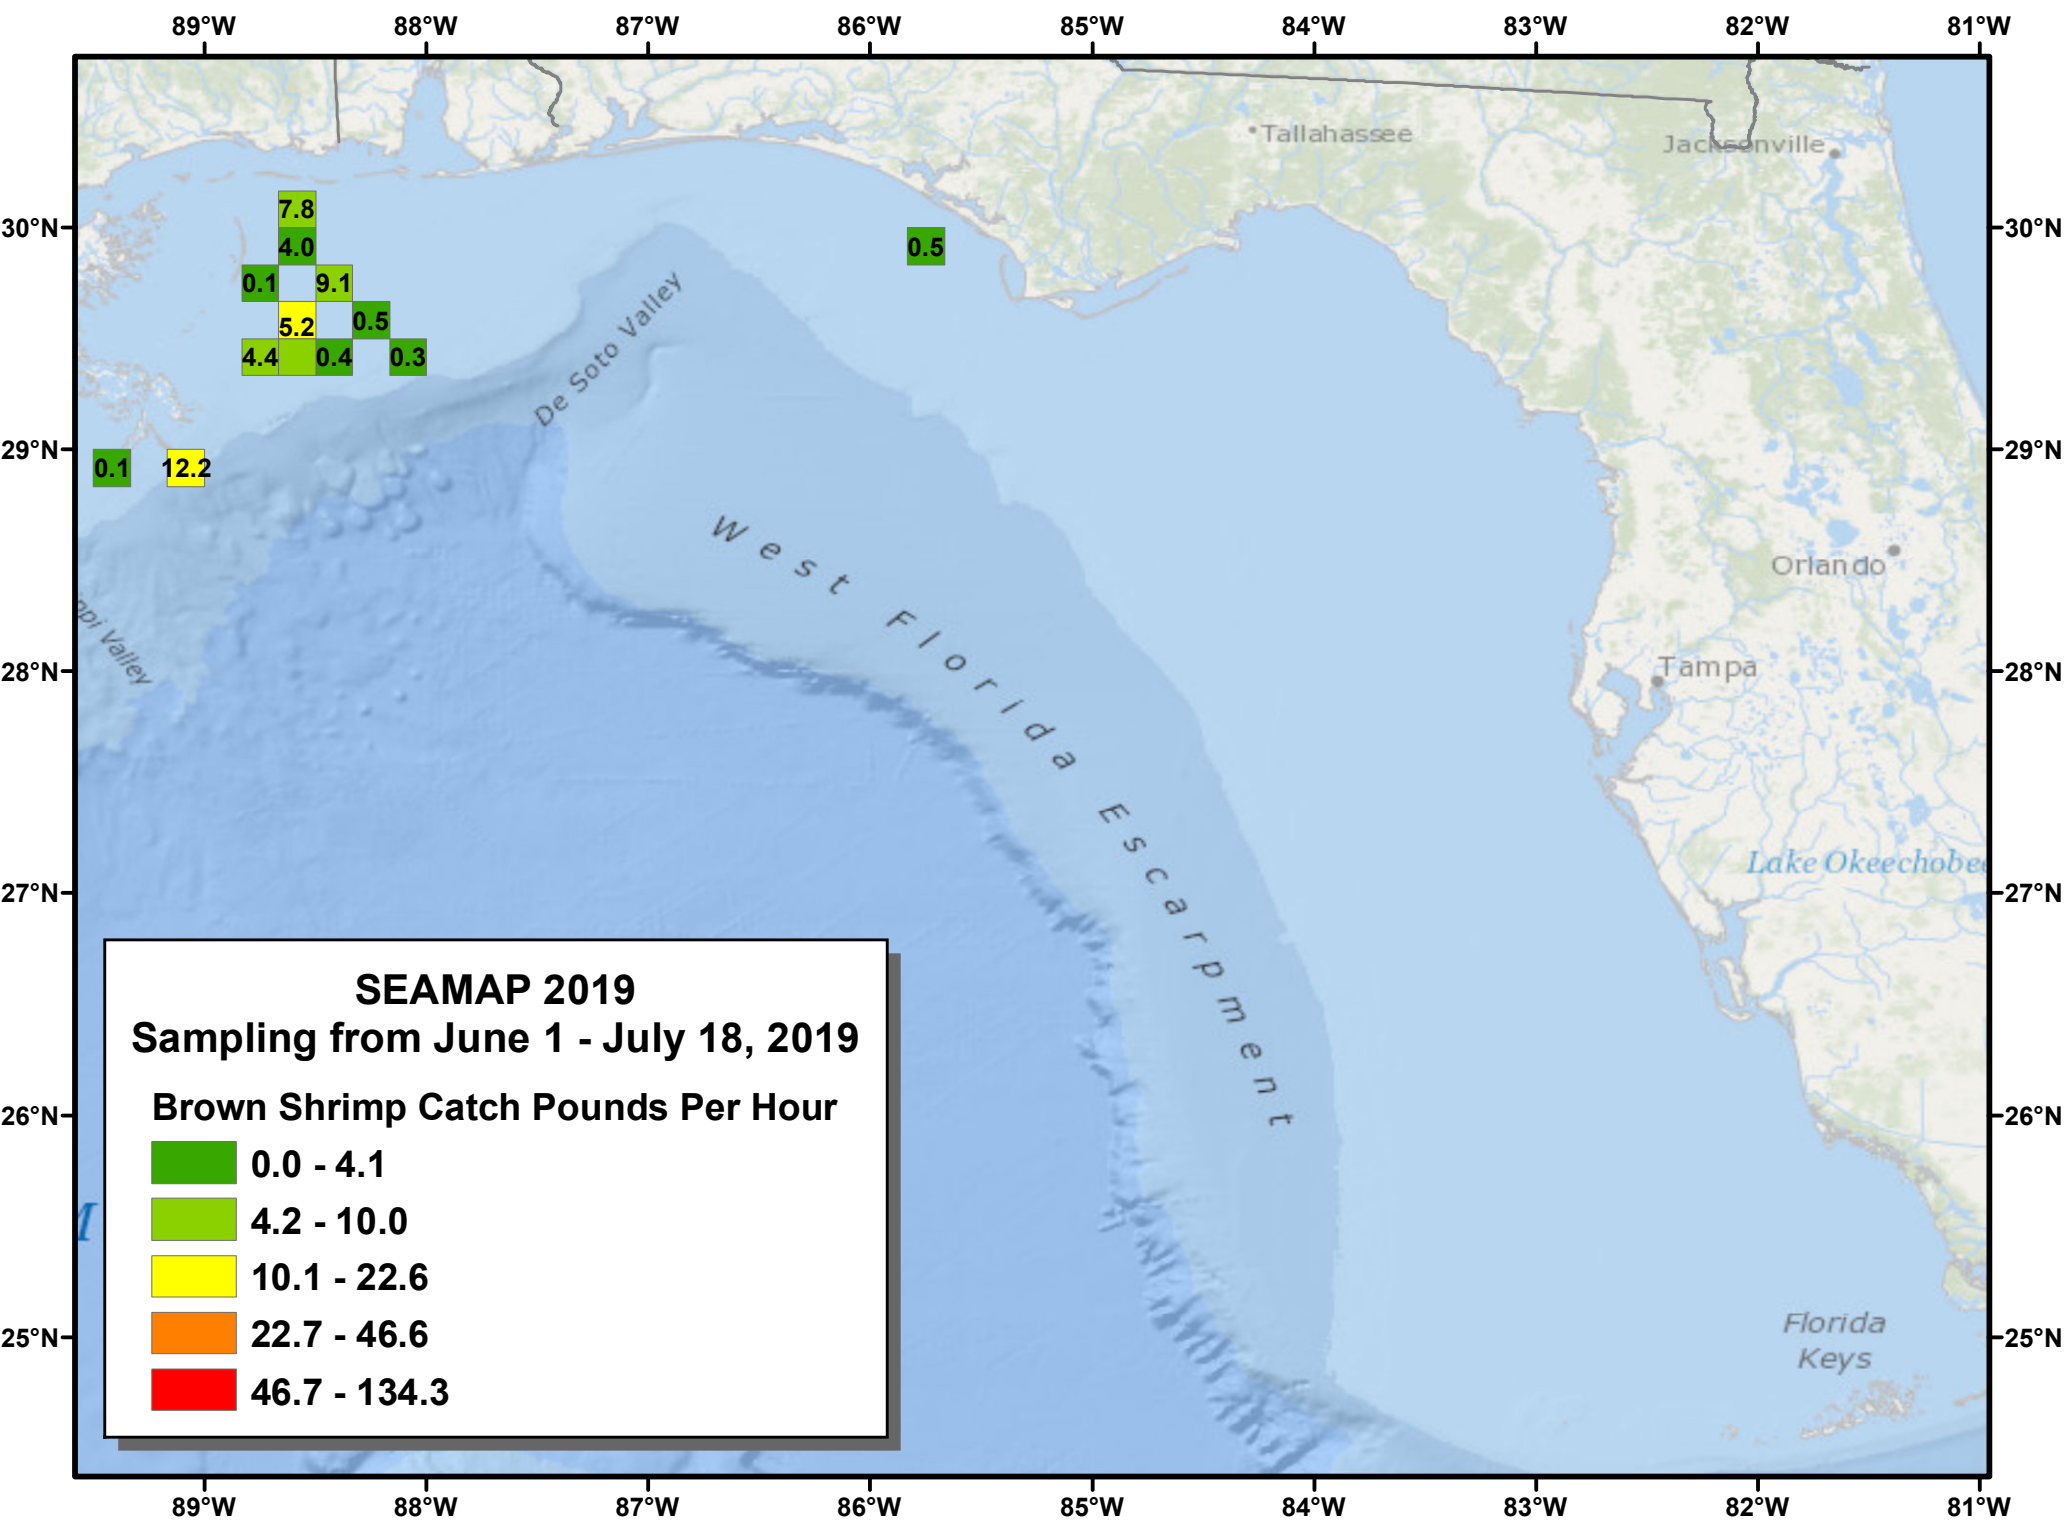 89°W 88°W 87°W 86°W 85°W 84°W 83°W 82°W 81°W
Tallahassee
Jacksonville
7.8
30°N 30°N
4.0
0.5
0.1 9.1
5.2 0.5
4.4 0.4 0.3
De Soto Valley
29°N 29°N
0.1 12.2
West Florida Escarpment
Orlando
ppi Valley
28°N 28°N
Tampa
Lake Okeechobee
27°N 27°N
SEAMAP 2019
Sampling from June 1 - July 18, 2019
Brown Shrimp Catch Pounds Per Hour
26°N 26°N
0.0 - 4.1
4.2 - 10.0
M
10.1 - 22.6
22.7 - 46.6
46.7 - 134.3
25°N 25°N
Florida
Keys
89°W 88°W 87°W 86°W 85°W 84°W 83°W 82°W 81°W